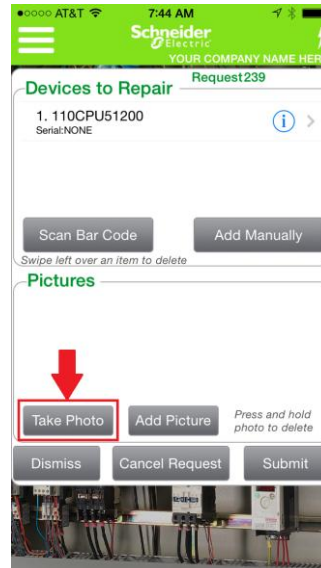 ●○○○○ AT&T 7:44 AM
Schneider
Electric
YOUR COMPANY NAME HERE
Request239
Devices to Repair
1. 110CPU51200
Serial:NONE
Scan Bar Code Add Manually
Swipe left over an item to delete
Pictures
Take Photo Add Picture Press and hold
photo to delete
Dismiss Cancel Request Submit